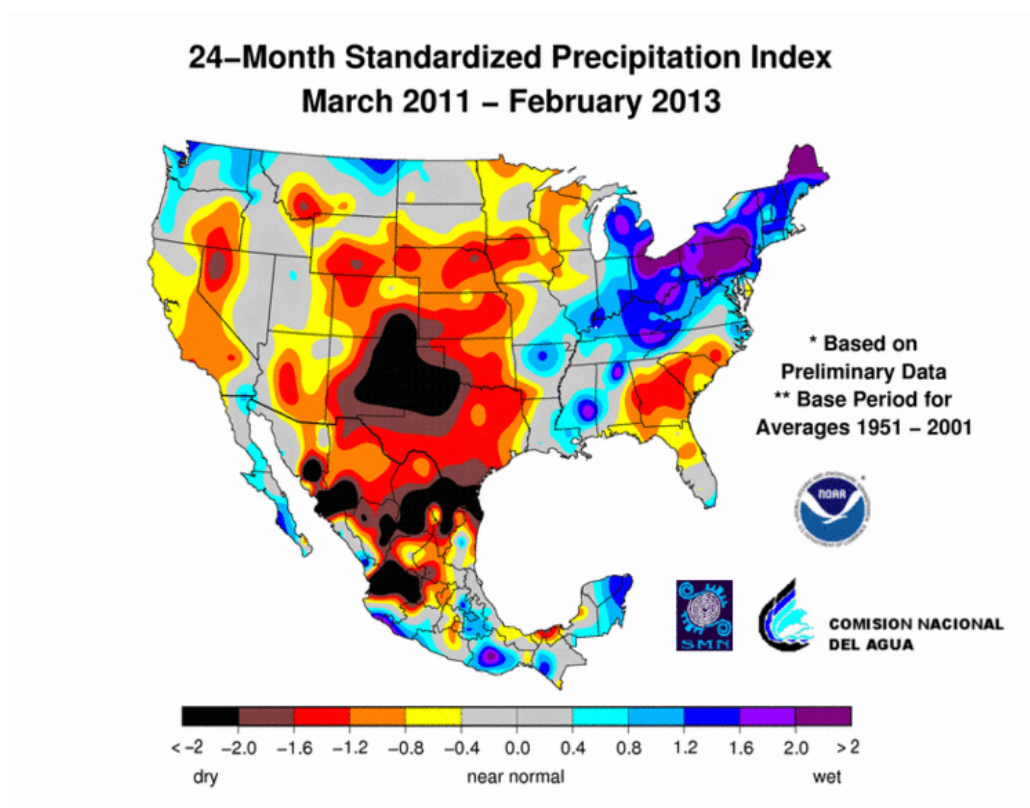 24−Month Standardized Precipitation Index
March 2011 − February 2013
* Based on
Preliminary Data
** Base Period for
Averages 1951 − 2001
NOAA
SMN
COMISION NACIONAL
DEL AGUA
< −2 −2.0 −1.6 −1.2 −0.8 −0.4 0.0 0.4 0.8 1.2 1.6 2.0 > 2
dry near normal wet